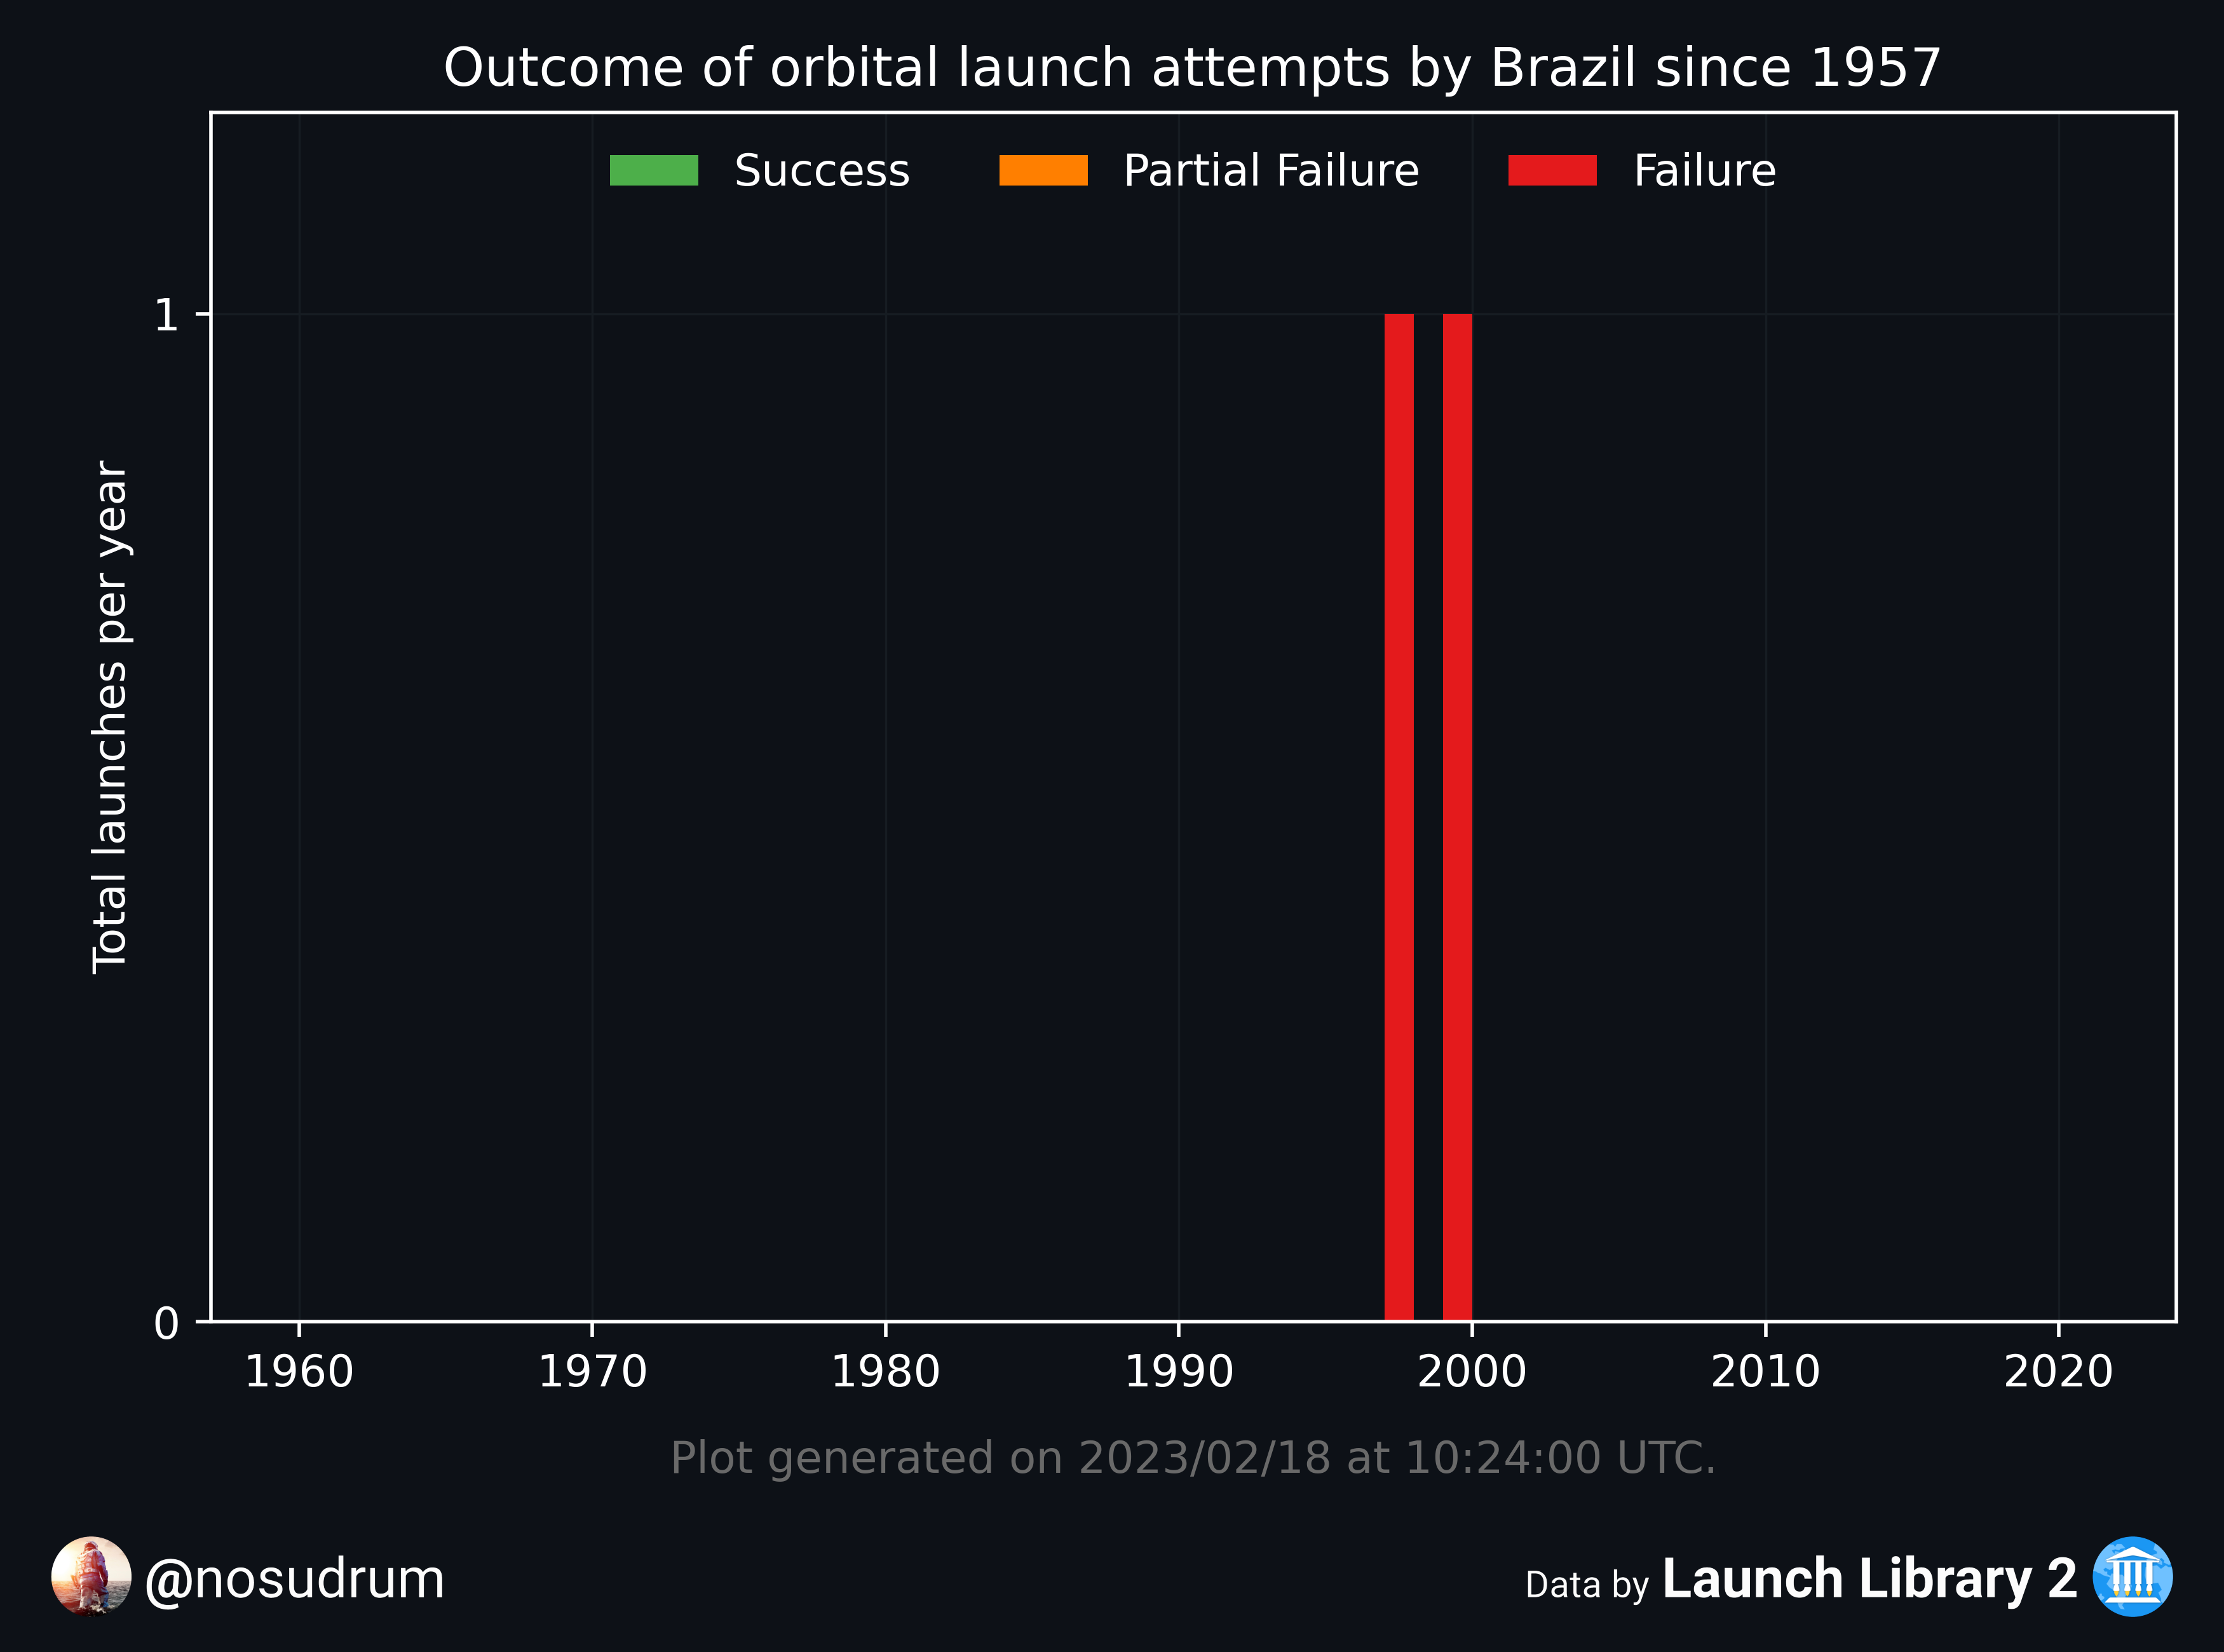 Outcome of orbital launch attempts by Brazil since 1957
Success Partial Failure Failure
Total launches per year
1
0
1960 1970 1980 1990 2000 2010 2020
Plot generated on 2023/02/18 at 10:24:00 UTC.
@nosudrum
Data by Launch Library 2